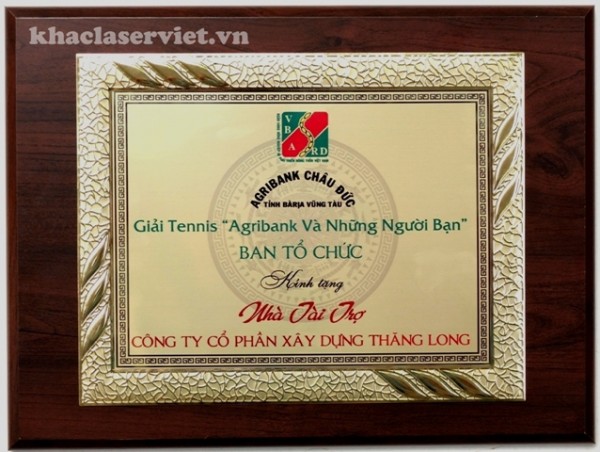 khaclaserviet.vn
V
B
A RD
AGRIBANK CHÂU ĐỨC
TỈNH BÀRỊA VŨNG TÀU
Giải Tennis "Agribank Và Những Người Bạn"
BAN TỔ CHỨC
Kính tặng
Nhà Tài Trợ
CÔNG TY CỔ PHẦN XÂY DỰNG THĂNG LONG